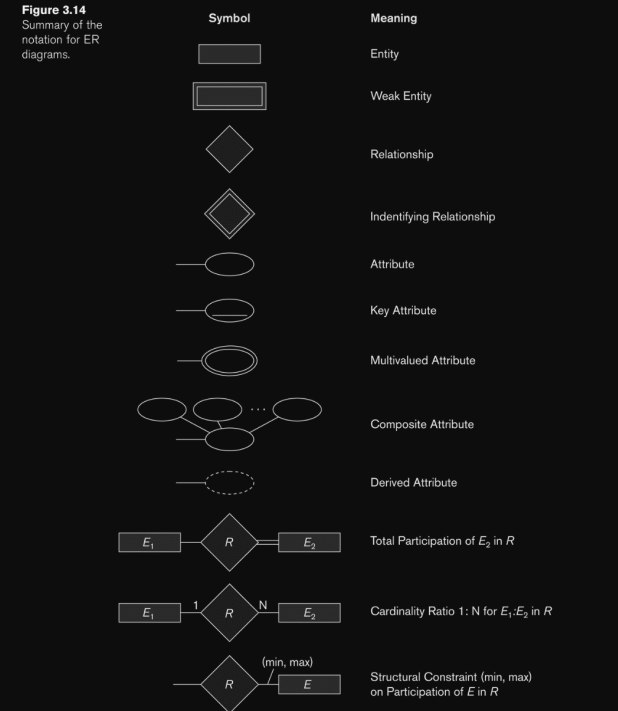 Figure 3.14
Summary of the
notation for ER
diagrams.
Symbol
Meaning
Entity
Weak Entity
Relationship
Indentifying Relationship
Attribute
Key Attribute
Multivalued Attribute
· · ·
Composite Attribute
Derived Attribute
E₁ R E₂
Total Participation of E₂ in R
E₁ 1 R N E₂
Cardinality Ratio 1: N for E₁:E₂ in R
(min, max)
R E
Structural Constraint (min, max)
on Participation of E in R